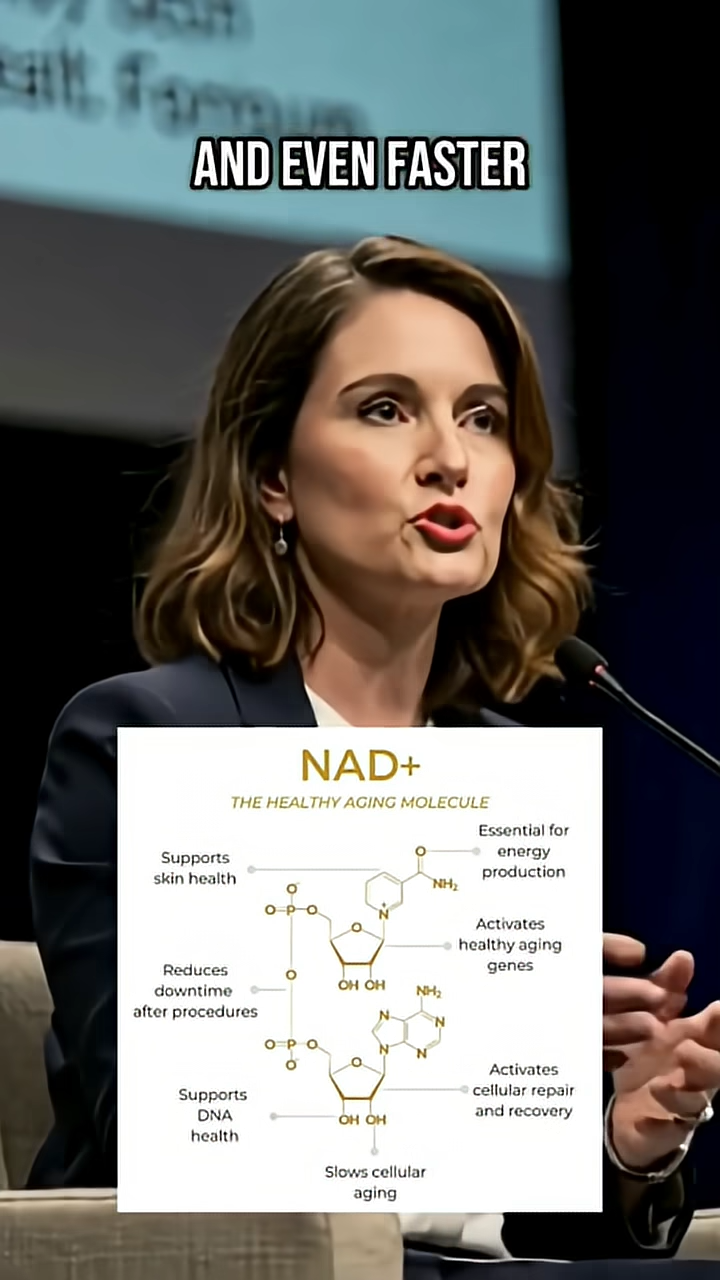 AND EVEN FASTER
NAD+
THE HEALTHY AGING MOLECULE
Supports
skin health
Essential for
energy
production
Activates
healthy aging
genes
Reduces
downtime
after procedures
Supports
DNA
health
Activates
cellular repair
and recovery
Slows cellular
aging
O
NH₂
N
+
O⁻
O=P-O
O
O
OH OH
NH₂
N
N
N
N
O=P-O
O⁻
O
OH OH